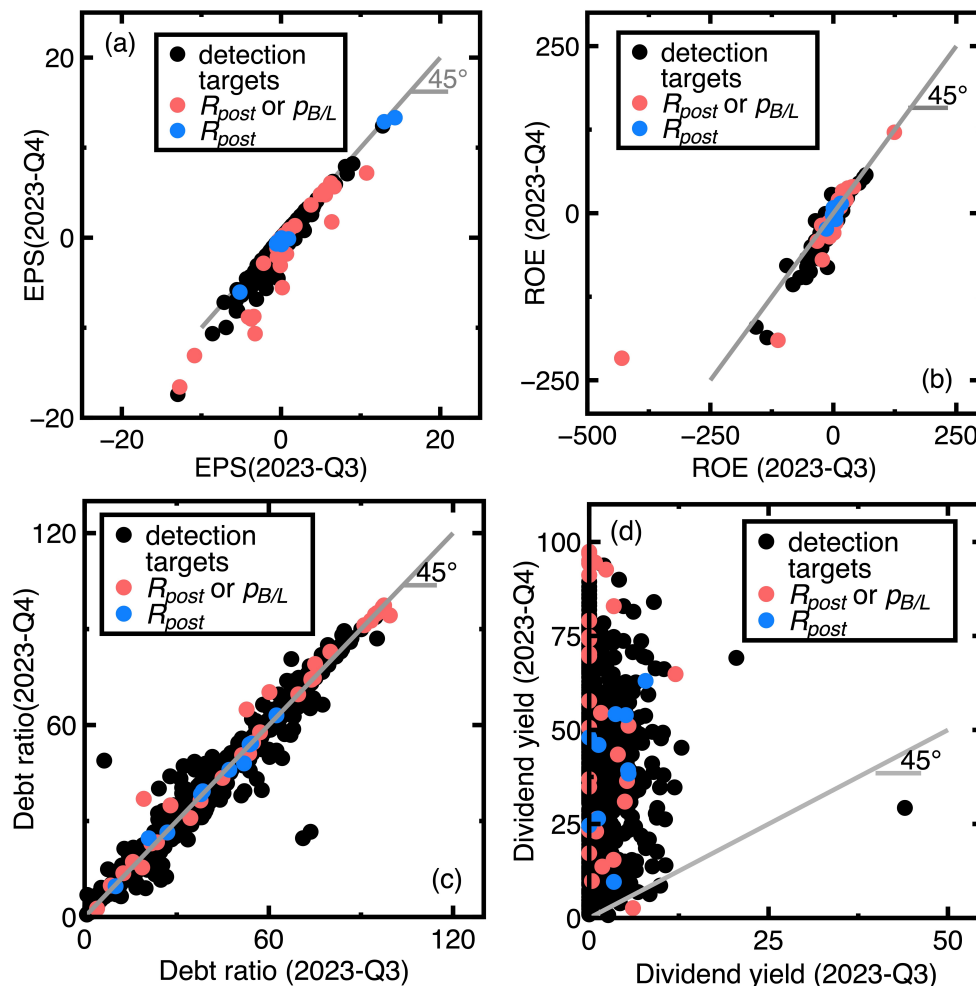 (a)
detection
targets
R_post or p_B/L
R_post
45°
20
0
−20
EPS(2023-Q4)
−20
0
20
EPS(2023-Q3)
detection
targets
R_post or p_B/L
R_post
45°
250
0
−250
ROE (2023-Q4)
(b)
−500
−250
0
250
ROE (2023-Q3)
detection
targets
R_post or p_B/L
R_post
45°
120
60
0
Debt ratio(2023-Q4)
(c)
0
60
120
Debt ratio (2023-Q3)
(d)
detection
targets
R_post or p_B/L
R_post
45°
100
75
50
25
0
Dividend yield (2023-Q4)
0
25
50
Dividend yield (2023-Q3)